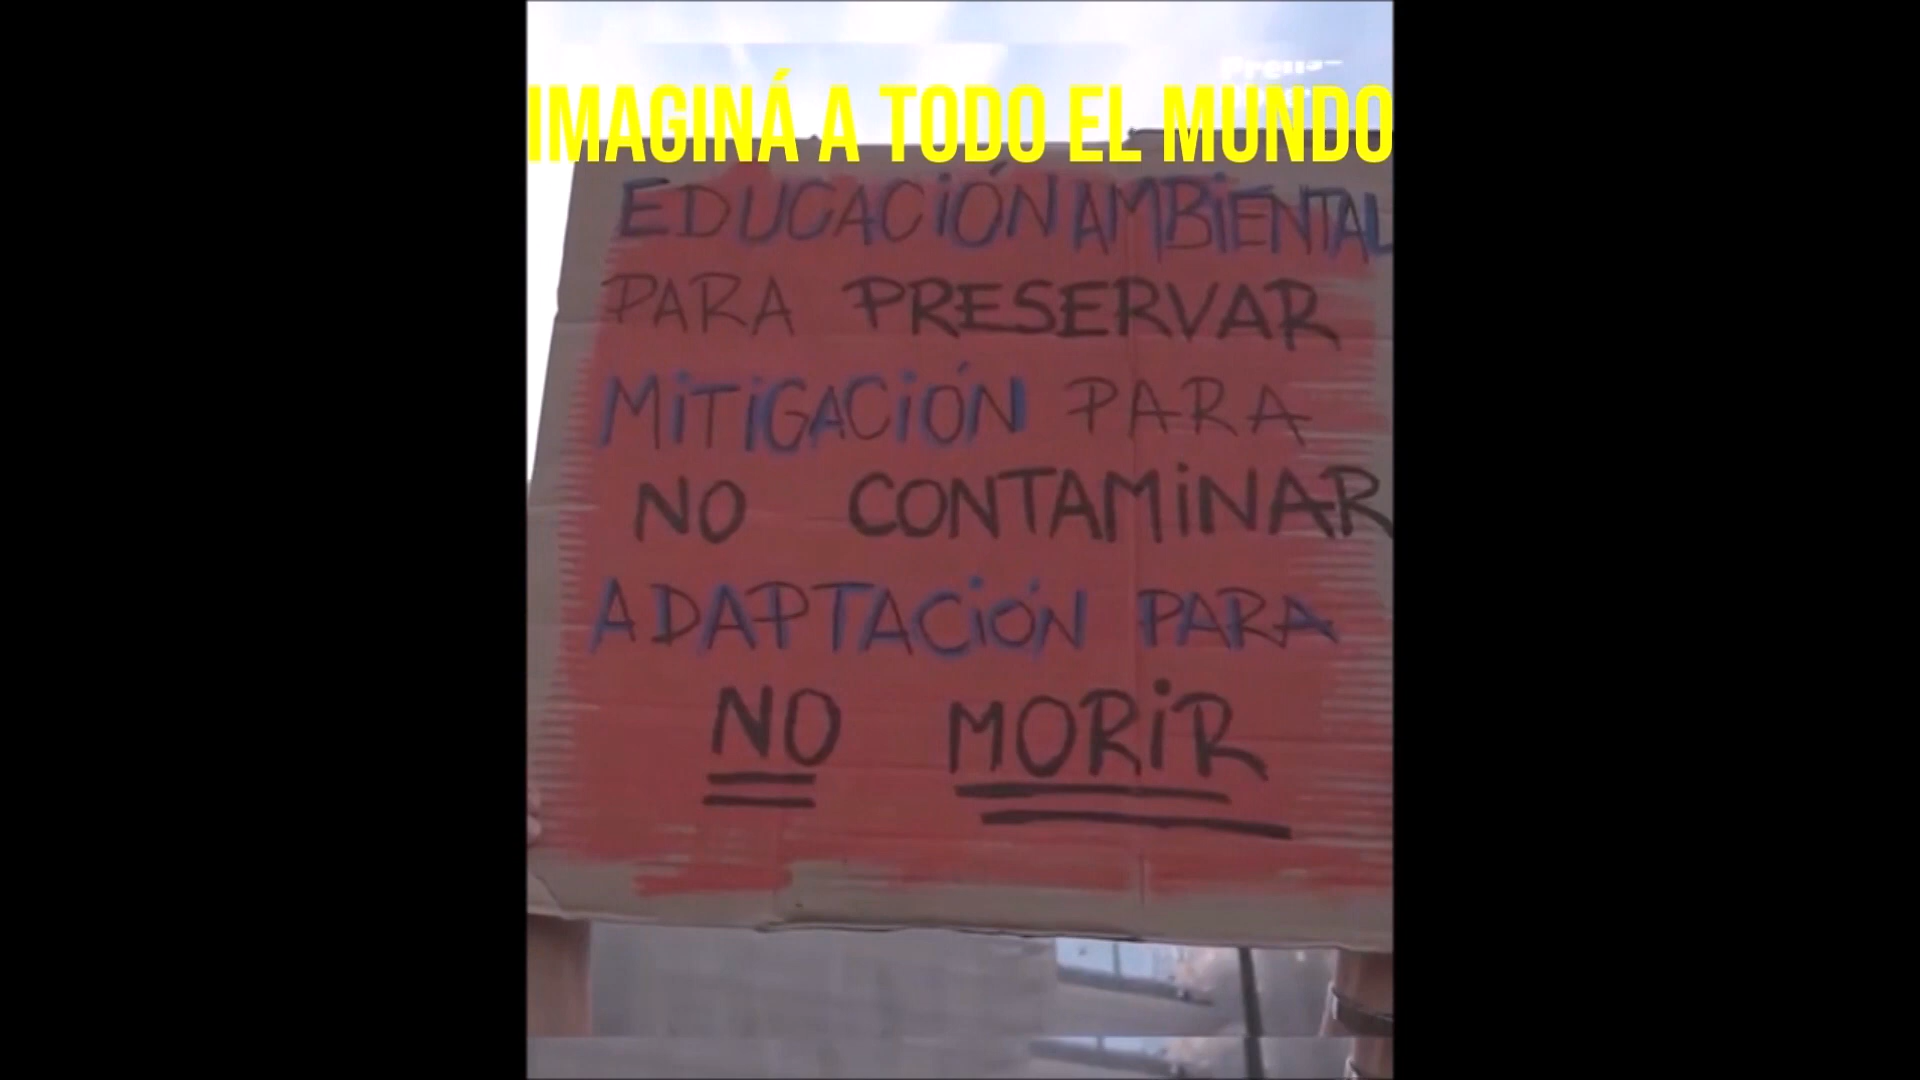 IMAGINÁ A TODO EL MUNDO
EDUCACIÓN AMBIENTAL
PARA PRESERVAR
MITIGACIÓN PARA
NO CONTAMINAR
ADAPTACIÓN PARA
NO MORIR